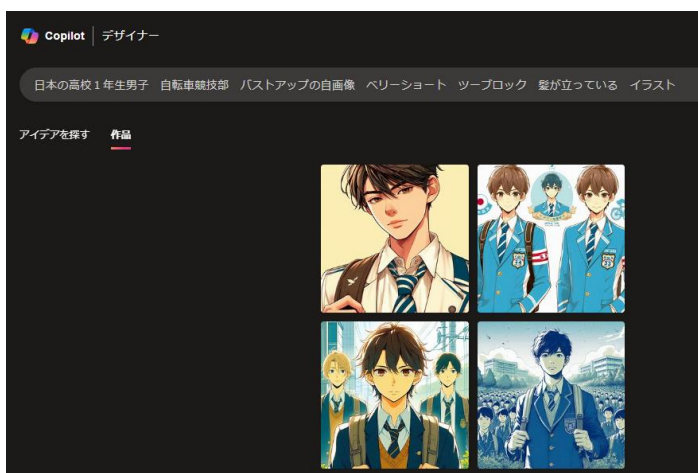 Copilot デザイナー
日本の高校１年生男子 自転車競技部 バストアップの自画像 ベリーショート ツーブロック 髪が立っている イラスト
アイデアを探す 作品